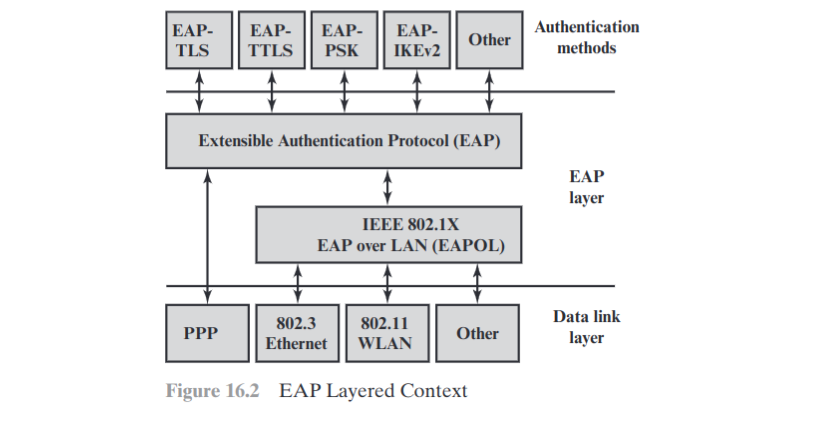 EAP-
TLS
EAP-
TTLS
EAP-
PSK
EAP-
IKEv2
Other
Authentication
methods
Extensible Authentication Protocol (EAP)
EAP
layer
IEEE 802.1X
EAP over LAN (EAPOL)
PPP
802.3
Ethernet
802.11
WLAN
Other
Data link
layer
Figure 16.2 EAP Layered Context